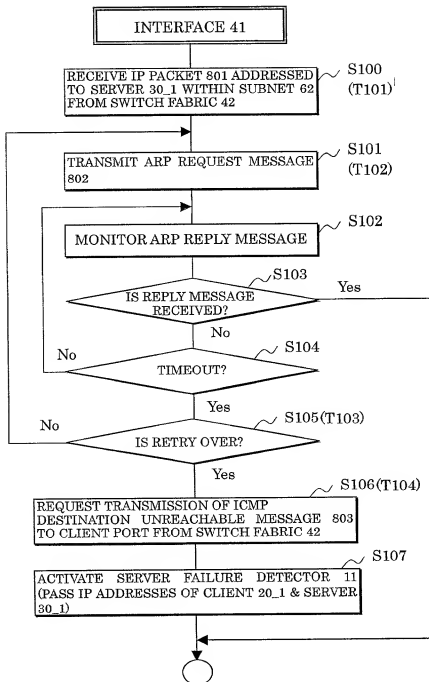 INTERFACE 41
RECEIVE IP PACKET 801 ADDRESSED
TO SERVER 30_1 WITHIN SUBNET 62
FROM SWITCH FABRIC 42
S100
(T101)
TRANSMIT ARP REQUEST MESSAGE
802
S101
(T102)
MONITOR ARP REPLY MESSAGE
S102
IS REPLY MESSAGE
RECEIVED?
S103
Yes
No
TIMEOUT?
S104
No
Yes
IS RETRY OVER?
S105(T103)
No
Yes
REQUEST TRANSMISSION OF ICMP
DESTINATION UNREACHABLE MESSAGE 803
TO CLIENT PORT FROM SWITCH FABRIC 42
S106(T104)
ACTIVATE SERVER FAILURE DETECTOR 11
(PASS IP ADDRESSES OF CLIENT 20_1 & SERVER
30_1)
S107